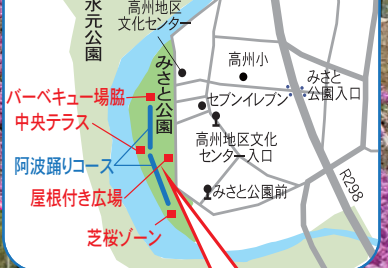 水元公園
高州地区
文化センター
みさと公園
高州小
みさと
公園入口
セブンイレブン
バーベキュー場脇
中央テラス
高州地区文化
センター入口
阿波踊りコース
屋根付き広場
みさと公園前
芝桜ゾーン
R298